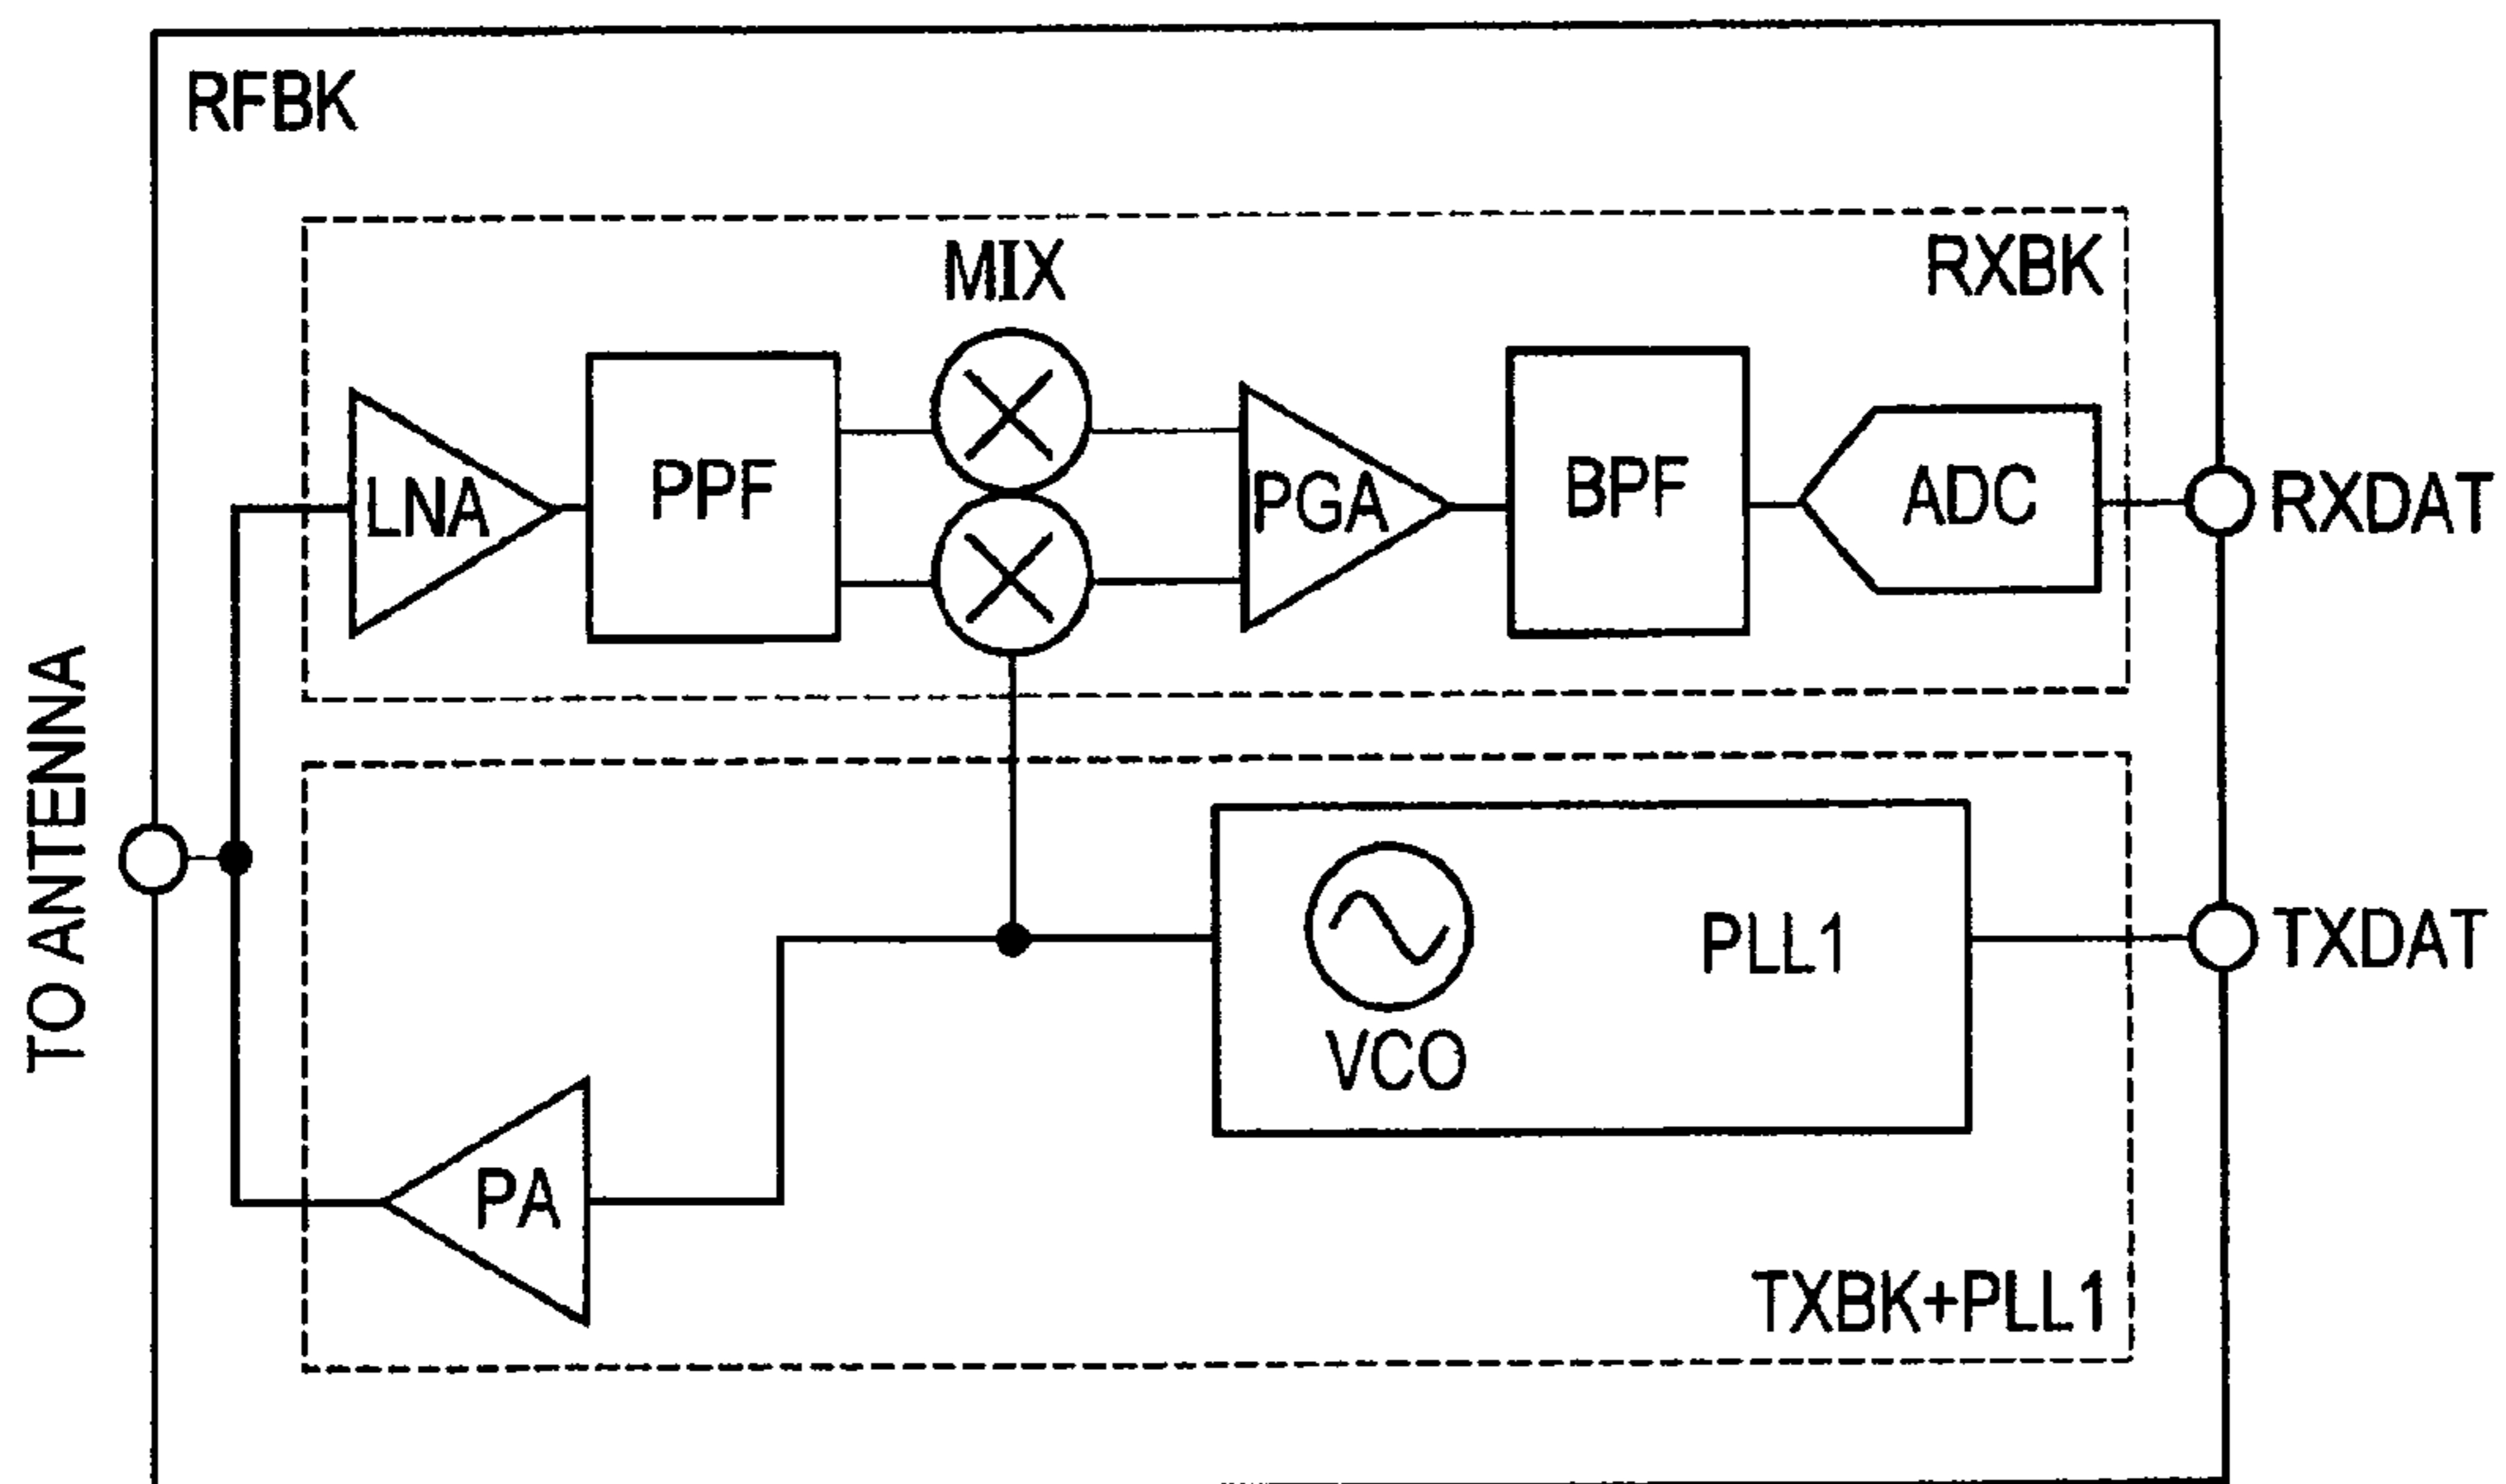 RFBK
MIX
RXBK
LNA
PPF
PGA
BPF
ADC
RXDAT
TO ANTENNA
VCO
PLL1
TXDAT
PA
TXBK+PLL1